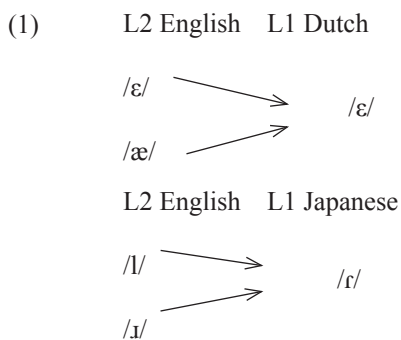 (1) L2 English L1 Dutch
/ɛ/
/ɛ/
/æ/
L2 English L1 Japanese
/l/
/ɾ/
/ɹ/